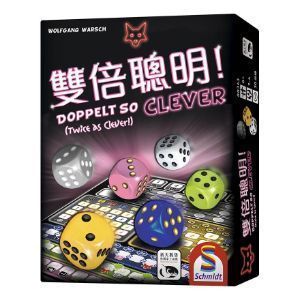 WOLFGANG WARSCH
雙倍聰明!
DOPPELT SO CLEVER
(Twice as Clever!)
雙倍聰明!
Schmidt